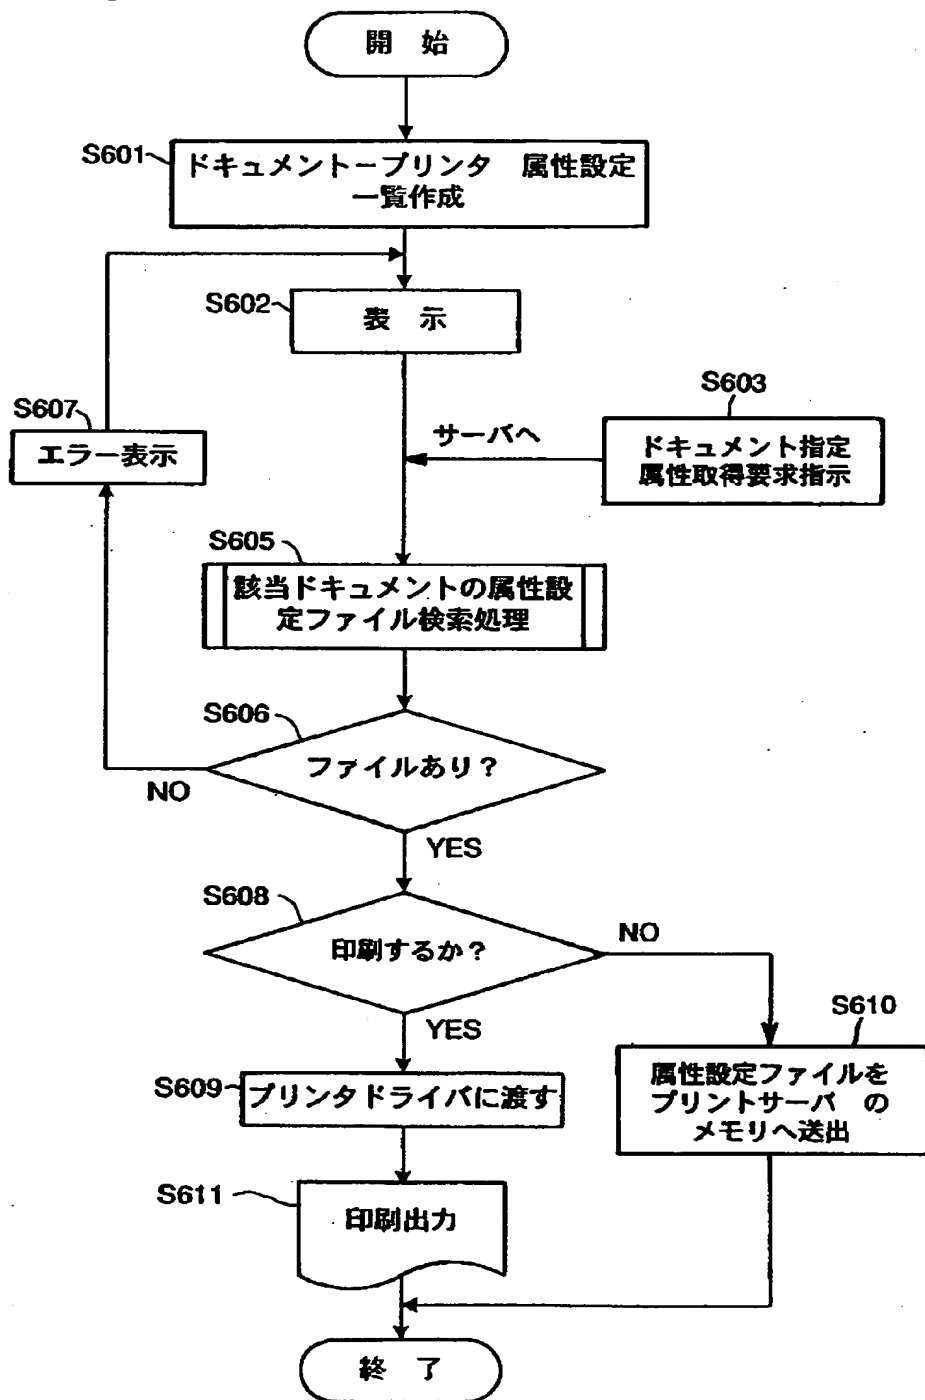 開 始
S601
ドキュメントープリンタ 属性設定
一覧作成
S602
表 示
S607
エラー表示
サーバへ
S603
ドキュメント指定
属性取得要求指示
S605
該当ドキュメントの属性設
定ファイル検索処理
S606
ファイルあり?
NO
YES
S608
印刷するか?
NO
YES
S610
属性設定ファイルを
プリントサーバ の
メモリへ送出
S609
プリンタドライバに渡す
S611
印刷出力
終 了